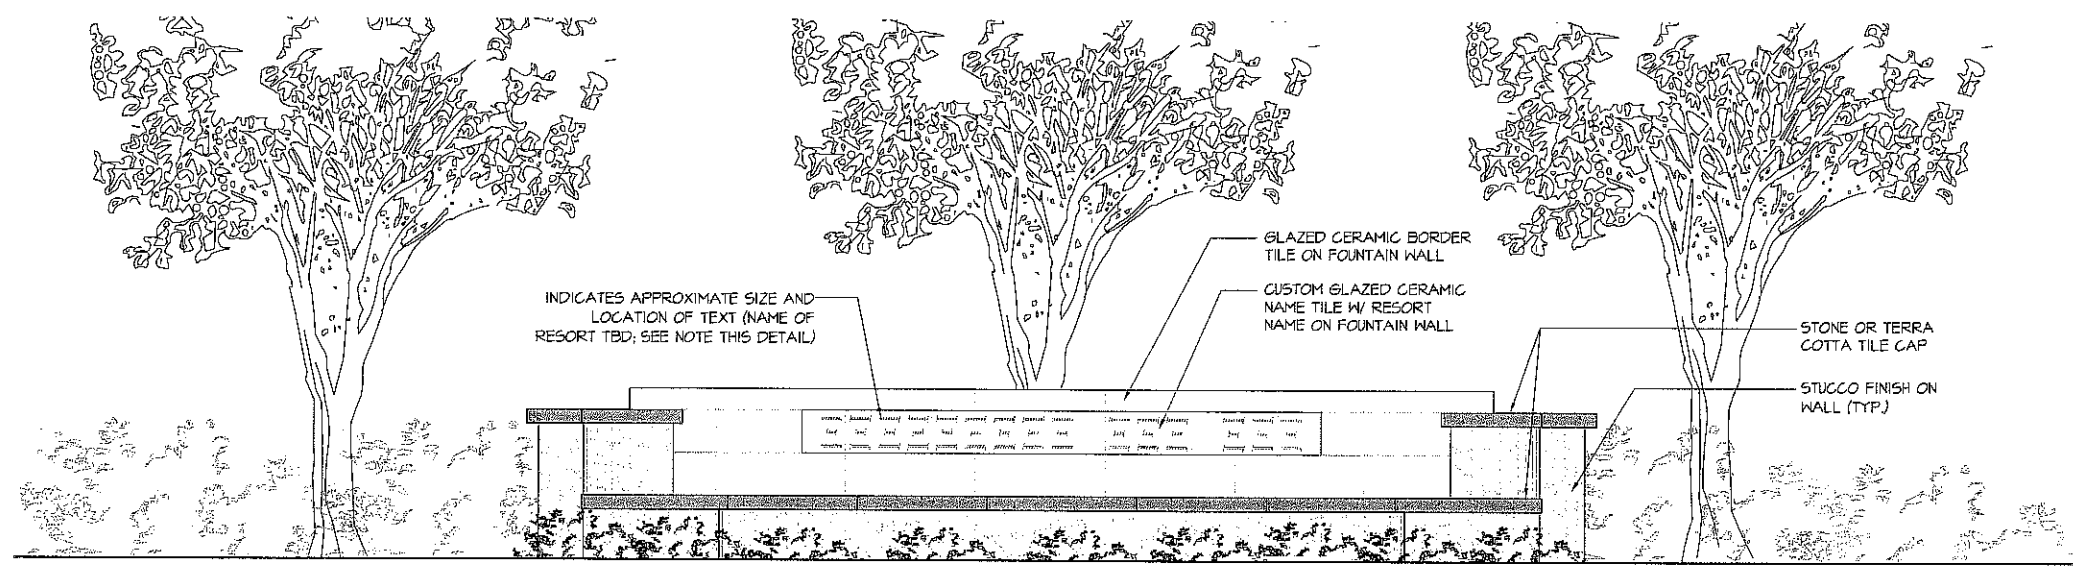 GLAZED CERAMIC BORDER
TILE ON FOUNTAIN WALL
INDICATES APPROXIMATE SIZE AND
LOCATION OF TEXT (NAME OF
RESORT TBD; SEE NOTE THIS DETAIL)
CUSTOM GLAZED CERAMIC
NAME TILE W/ RESORT
NAME ON FOUNTAIN WALL
STONE OR TERRA
COTTA TILE CAP
STUCCO FINISH ON
WALL (TYP.)